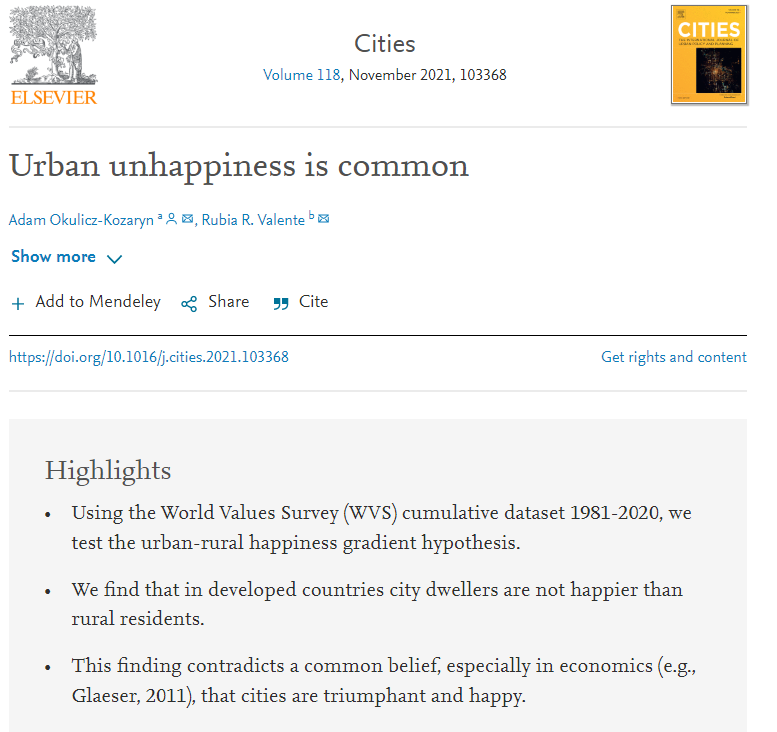 ELSEVIER
Cities
Volume 118, November 2021, 103368
CITIES
Urban unhappiness is common
Adam Okulicz-Kozaryn a, Rubia R. Valente b
Show more
Add to Mendeley Share Cite
https://doi.org/10.1016/j.cities.2021.103368 Get rights and content
Highlights
• Using the World Values Survey (WVS) cumulative dataset 1981-2020, we
test the urban-rural happiness gradient hypothesis.
• We find that in developed countries city dwellers are not happier than
rural residents.
• This finding contradicts a common belief, especially in economics (e.g.,
Glaeser, 2011), that cities are triumphant and happy.